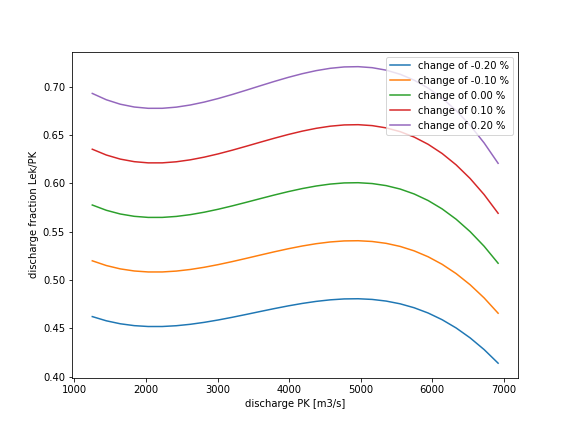 change of -0.20 %
change of -0.10 %
change of 0.00 %
change of 0.10 %
change of 0.20 %
discharge fraction Lek/PK
0.70
0.65
0.60
0.55
0.50
0.45
0.40
1000 2000 3000 4000 5000 6000 7000
discharge PK [m3/s]